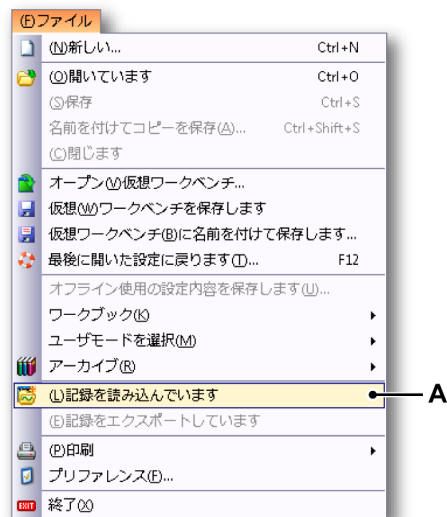 (F)ファイル
(N)新しい... Ctrl+N
(O)開いています Ctrl+O
(S)保存 Ctrl+S
名前を付けてコピーを保存(A)... Ctrl+Shift+S
(C)閉じます
オープン(V)仮想ワークベンチ...
仮想(W)ワークベンチを保存します
仮想ワークベンチ(B)に名前を付けて保存します...
最後に開いた設定に戻ります(T)... F12
オフライン使用の設定内容を保存します(U)...
ワークブック(K)
ユーザモードを選択(M)
アーカイブ(R)
(L)記録を読み込んでいます A
(E)記録をエクスポートしています
(P)印刷
プリファレンス(F)...
EXIT 終了(X)